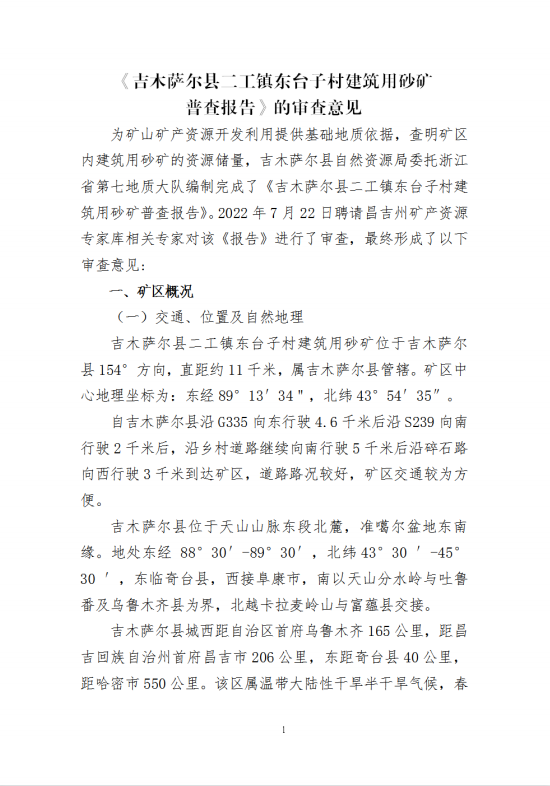 《吉木萨尔县二工镇东台子村建筑用砂矿
普查报告》的审查意见
为矿山矿产资源开发利用提供基础地质依据，查明矿区
内建筑用砂矿的资源储量，吉木萨尔县自然资源局委托浙江
省第七地质大队编制完成了《吉木萨尔县二工镇东台子村建
筑用砂矿普查报告》。2022 年 7 月 22 日聘请昌吉州矿产资源
专家库相关专家对该《报告》进行了审查，最终形成了以下
审查意见：
一、矿区概况
（一）交通、位置及自然地理
吉木萨尔县二工镇东台子村建筑用砂矿位于吉木萨尔
县 154° 方向，直距约 11 千米，属吉木萨尔县管辖。矿区中
心地理坐标为：东经 89° 13′ 34＂，北纬 43° 54′ 35″ 。
自吉木萨尔县沿 G335 向东行驶 4.6 千米后沿 S239 向南
行驶 2 千米后，沿乡村道路继续向南行驶 5 千米后沿碎石路
向西行驶 3 千米到达矿区，道路路况较好，矿区交通较为方
便。
吉木萨尔县位于天山山脉东段北麓，准噶尔盆地东南
缘。地处东经 88° 30′ -89° 30′ ，北纬 43° 30 ′ -45°
30 ′ ，东临奇台县，西接阜康市，南以天山分水岭与吐鲁
番及乌鲁木齐县为界，北越卡拉麦岭山与富蕴县交接。
吉木萨尔县城西距自治区首府乌鲁木齐 165 公里，距昌
吉回族自治州首府昌吉市 206 公里，东距奇台县 40 公里，
距哈密市 550 公里。该区属温带大陆性干旱半干旱气候，春
1